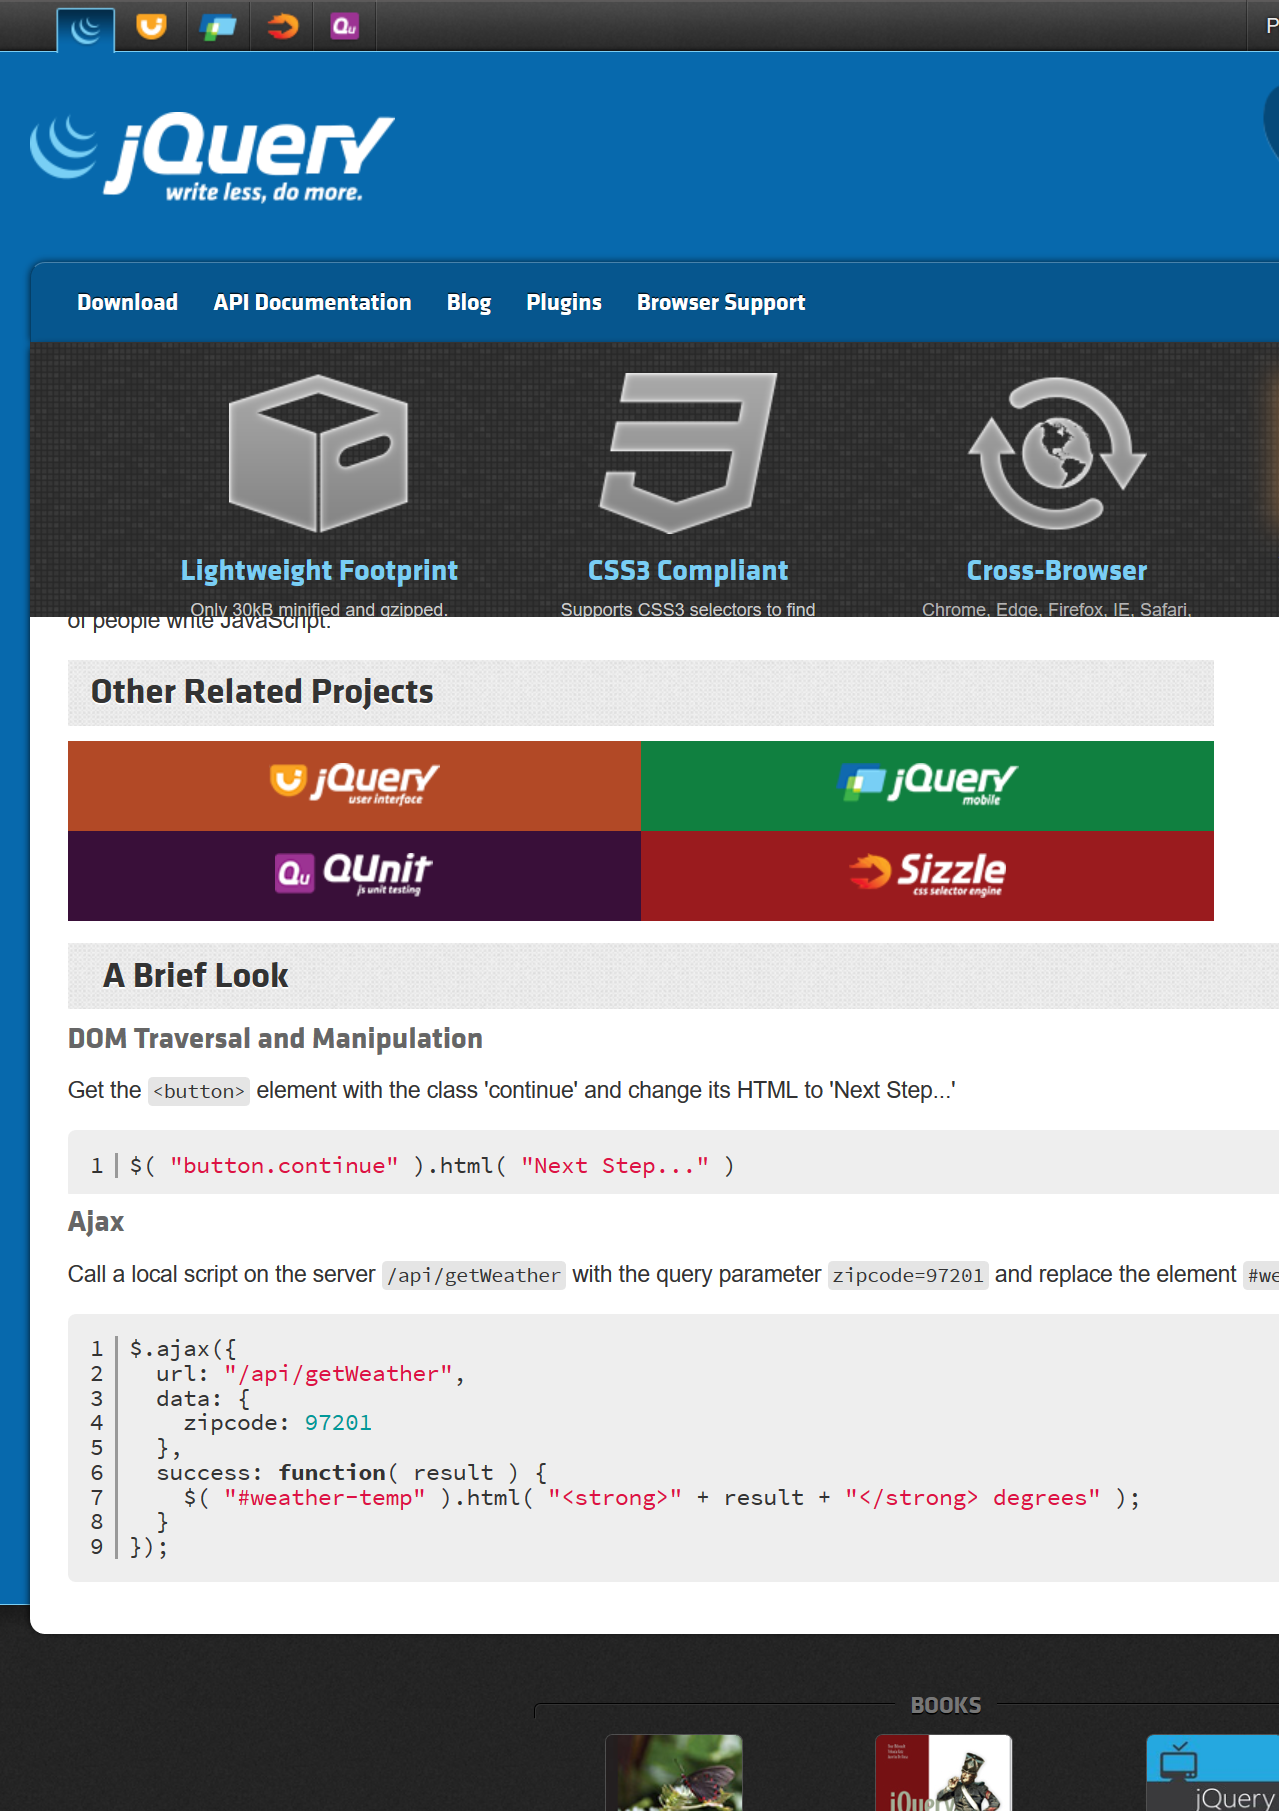 Qu
P
jQuery
write less, do more.
Download API Documentation Blog Plugins Browser Support
Lightweight Footprint CSS3 Compliant Cross-Browser
Only 30kB minified and gzipped. Supports CSS3 selectors to find Chrome, Edge, Firefox, IE, Safari,
of people write JavaScript.
Other Related Projects
jQuery
user interface
jQuery
mobile
Qu QUnit
js unit testing
Sizzle
css selector engine
A Brief Look
DOM Traversal and Manipulation
Get the <button> element with the class 'continue' and change its HTML to 'Next Step...'
1 $( "button.continue" ).html( "Next Step..." )
Ajax
Call a local script on the server /api/getWeather with the query parameter zipcode=97201 and replace the element #we
1 $.ajax({
2 url: "/api/getWeather",
3 data: {
4 zipcode: 97201
5 },
6 success: function( result ) {
7 $( "#weather-temp" ).html( "<strong>" + result + "</strong> degrees" );
8 }
9 });
BOOKS
jQuery
jQuery